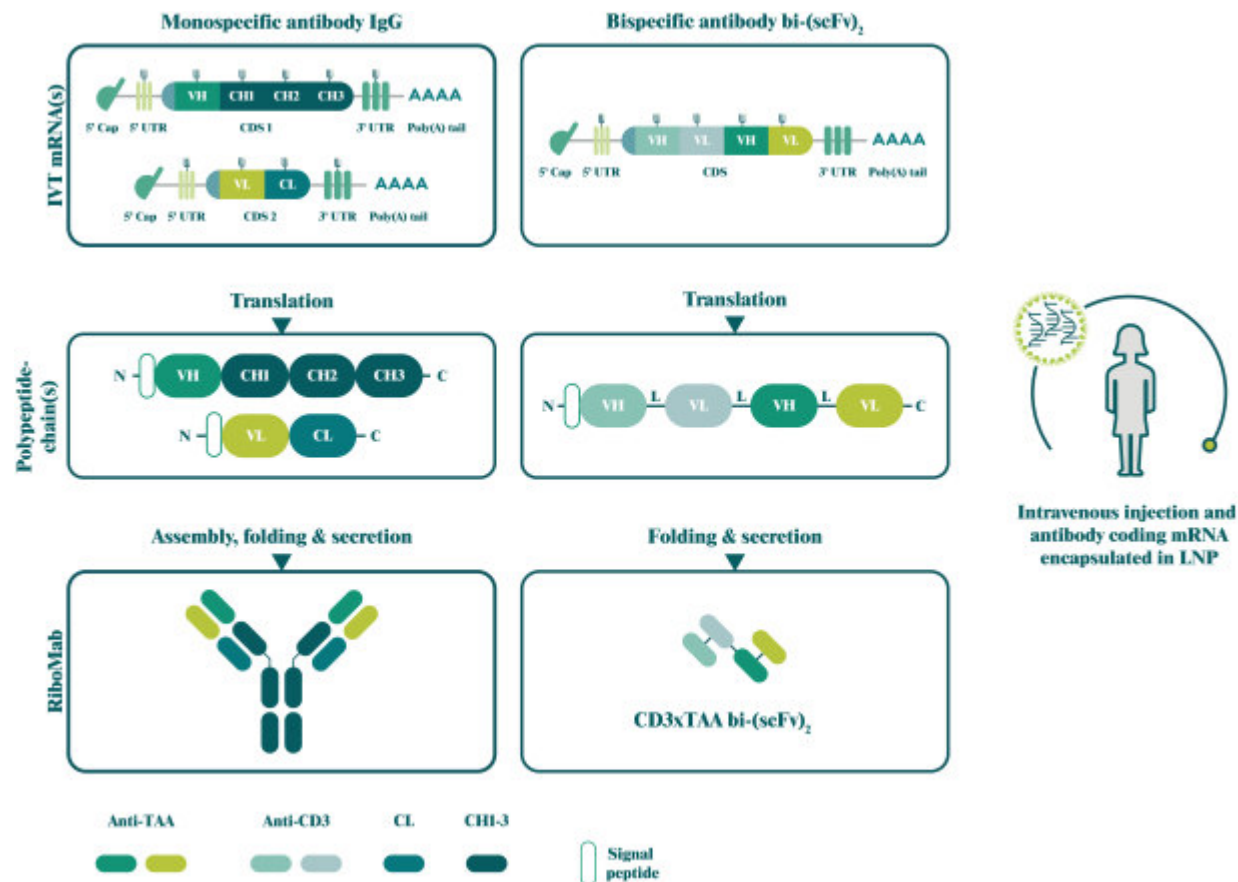 Monospecific antibody IgG
Bispecific antibody bi-(scFv)2
IVT mRNA(s)
VH CH1 CH2 CH3 AAAA
5' Cap 5' UTR CDS 1 3' UTR Poly(A) tail
VL CL AAAA
5' Cap 5' UTR CDS 2 3' UTR Poly(A) tail
VH VL VH VL AAAA
5' Cap 5' UTR CDS 3' UTR Poly(A) tail
Translation
Translation
Polypeptide-
chain(s)
N VH CH1 CH2 CH3 C
N VL CL C
N VH L VL L VH L VL C
Assembly, folding & secretion
Folding & secretion
RiboMab
CD3xTAA bi-(scFv)2
Intravenous injection and
antibody coding mRNA
encapsulated in LNP
Anti-TAA Anti-CD3 CL CH1-3
Signal
peptide